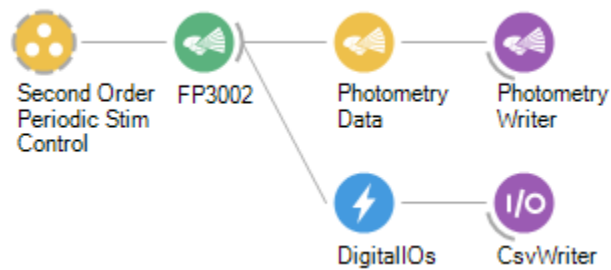 Second Order
Periodic Stim
Control
FP3002
Photometry
Data
Photometry
Writer
DigitalIOs
I/O
CsvWriter